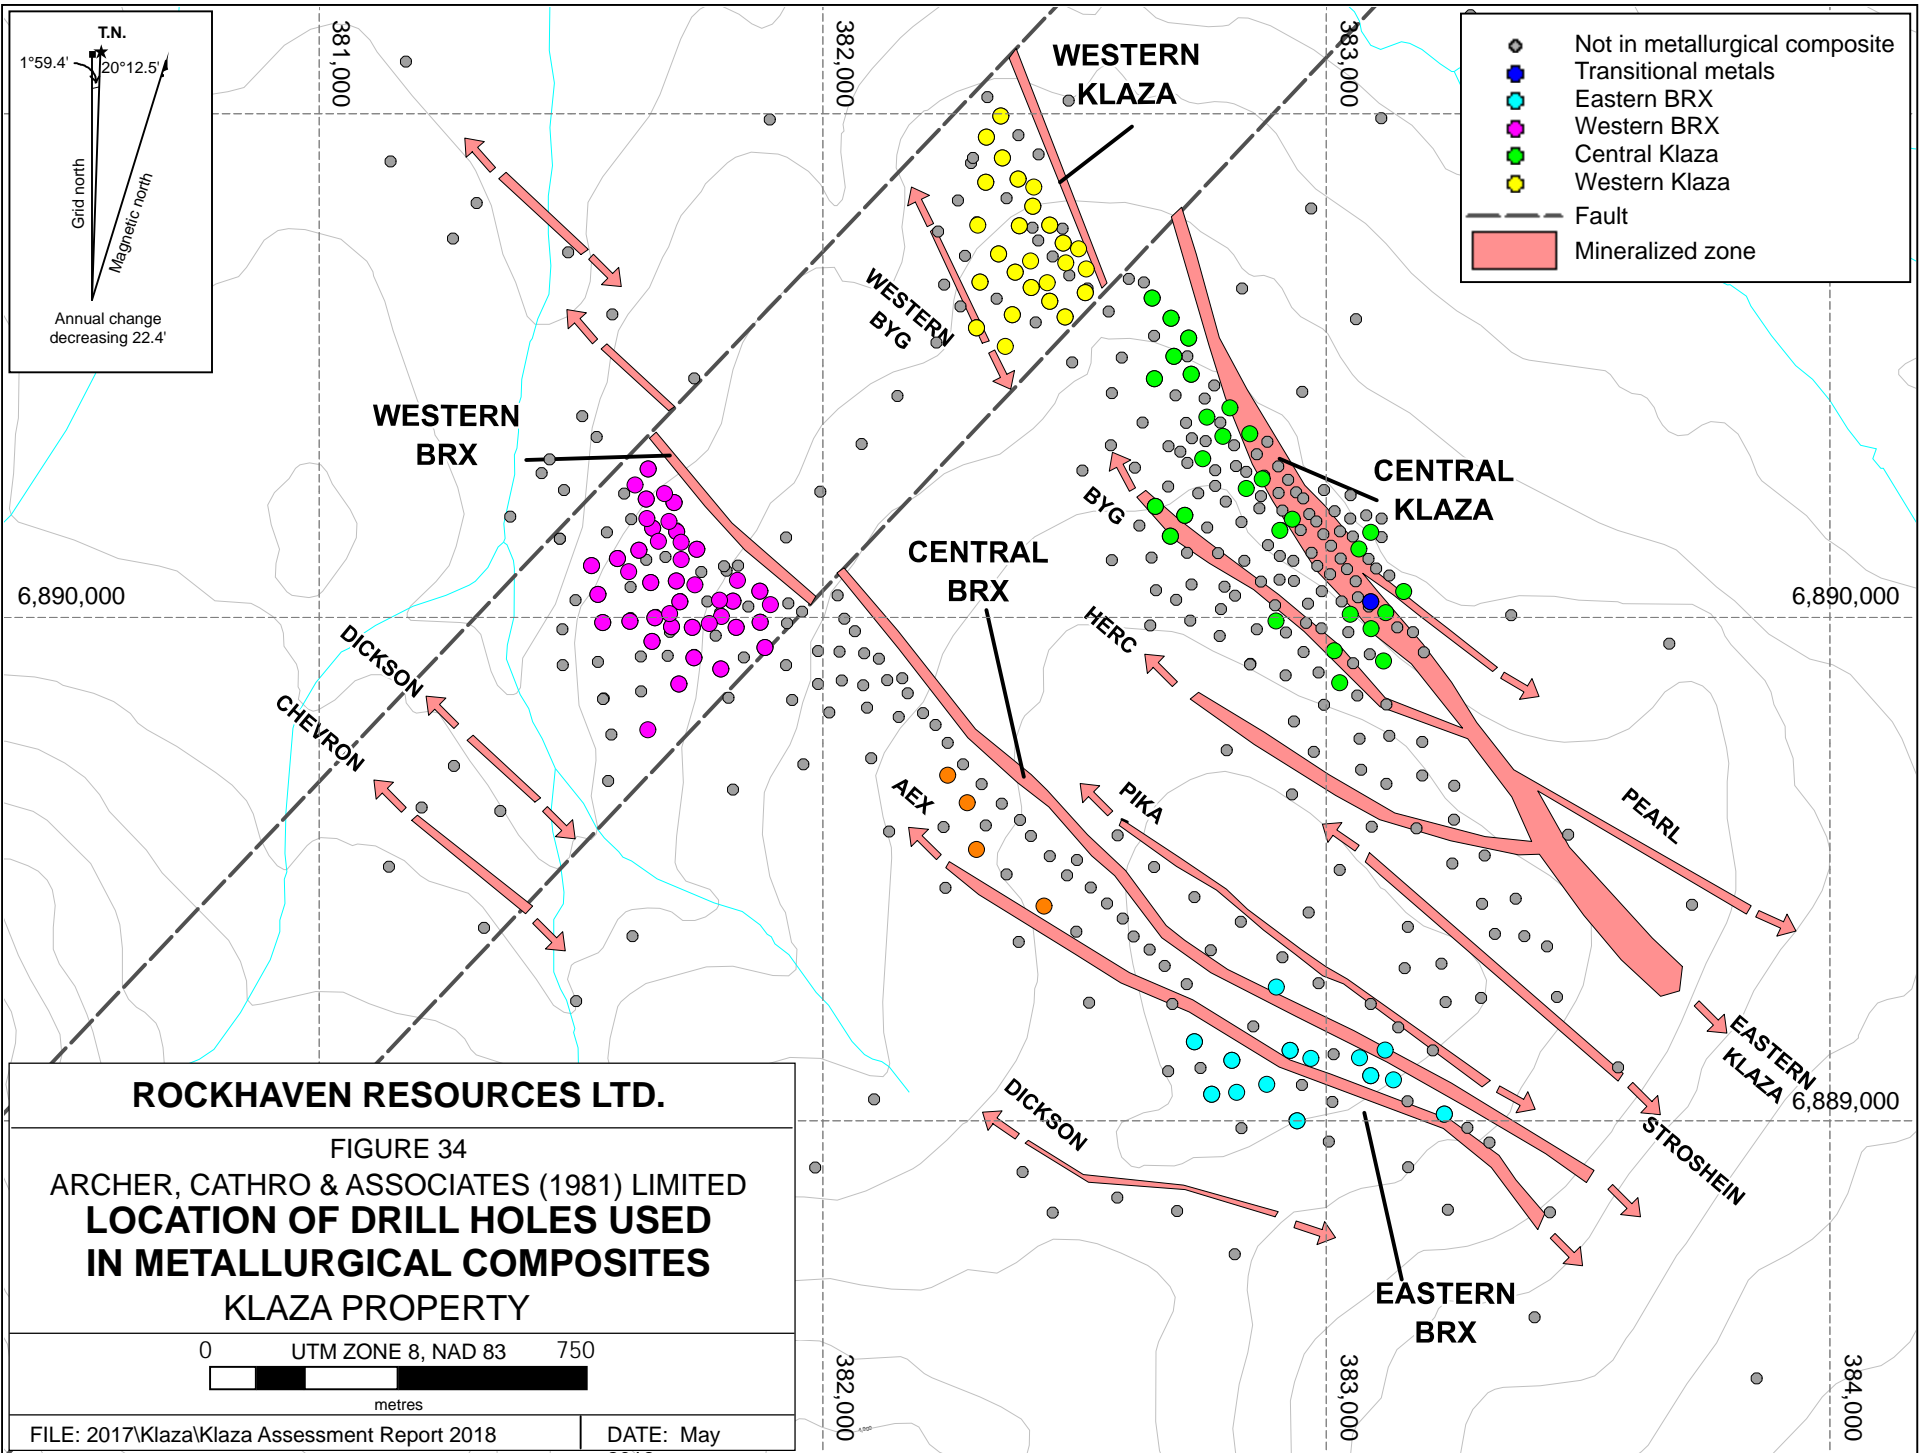 T.N.
1°59.4'
20°12.5'
Grid north
Magnetic north
Annual change
decreasing 22.4'
381,000
382,000
383,000
Not in metallurgical composite
Transitional metals
Eastern BRX
Western BRX
Central Klaza
Western Klaza
Fault
Mineralized zone
WESTERN
KLAZA
WESTERN
BYG
WESTERN
BRX
CENTRAL
KLAZA
BYG
CENTRAL
BRX
HERC
6,890,000
6,890,000
DICKSON
CHEVRON
AEX
PIKA
PEARL
EASTERN
KLAZA
6,889,000
STROSHEIN
DICKSON
EASTERN
BRX
382,000
383,000
384,000
ROCKHAVEN RESOURCES LTD.
FIGURE 34
ARCHER, CATHRO & ASSOCIATES (1981) LIMITED
LOCATION OF DRILL HOLES USED
IN METALLURGICAL COMPOSITES
KLAZA PROPERTY
0 UTM ZONE 8, NAD 83 750
metres
FILE: 2017\Klaza\Klaza Assessment Report 2018
DATE: May